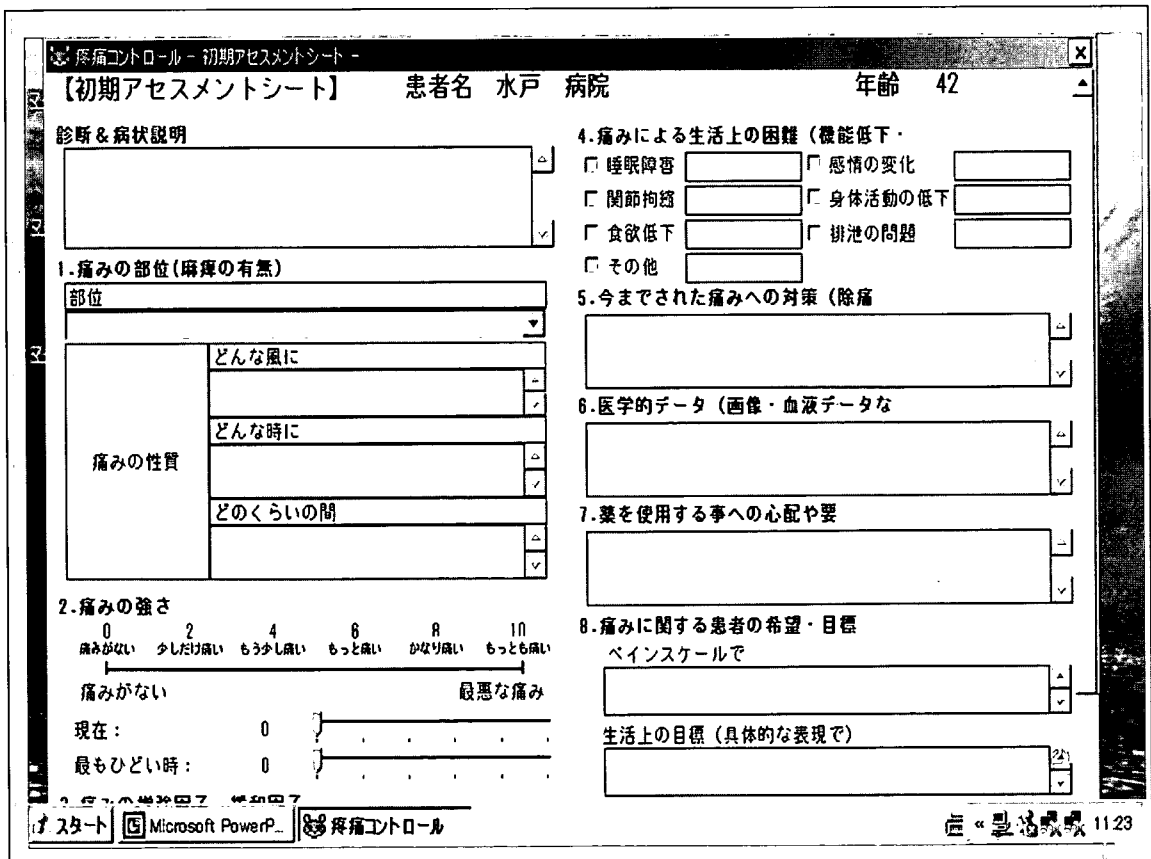 疼痛コントロール - 初期アセスメントシート -
【初期アセスメントシート】 患者名 水戸 病院 年齢 42
診断&病状説明
1.痛みの部位(麻痺の有無)
部位
痛みの性質
どんな風に
どんな時に
どのくらいの間
2.痛みの強さ
0 2 4 6 8 10
痛みがない 少しだけ痛い もう少し痛い もっと痛い かなり痛い もっとも痛い
痛みがない 最悪な痛み
現在: 0
最もひどい時: 0
4.痛みによる生活上の困難(機能低下・
睡眠障害 感情の変化
関節拘縮 身体活動の低下
食欲低下 排泄の問題
その他
5.今までされた痛みへの対策(除痛
6.医学的データ(画像・血液データな
7.薬を使用する事への心配や要
8.痛みに関する患者の希望・目標
ペインスケールで
生活上の目標(具体的な表現で)
スタート Microsoft PowerP... 疼痛コントロール « 11:23